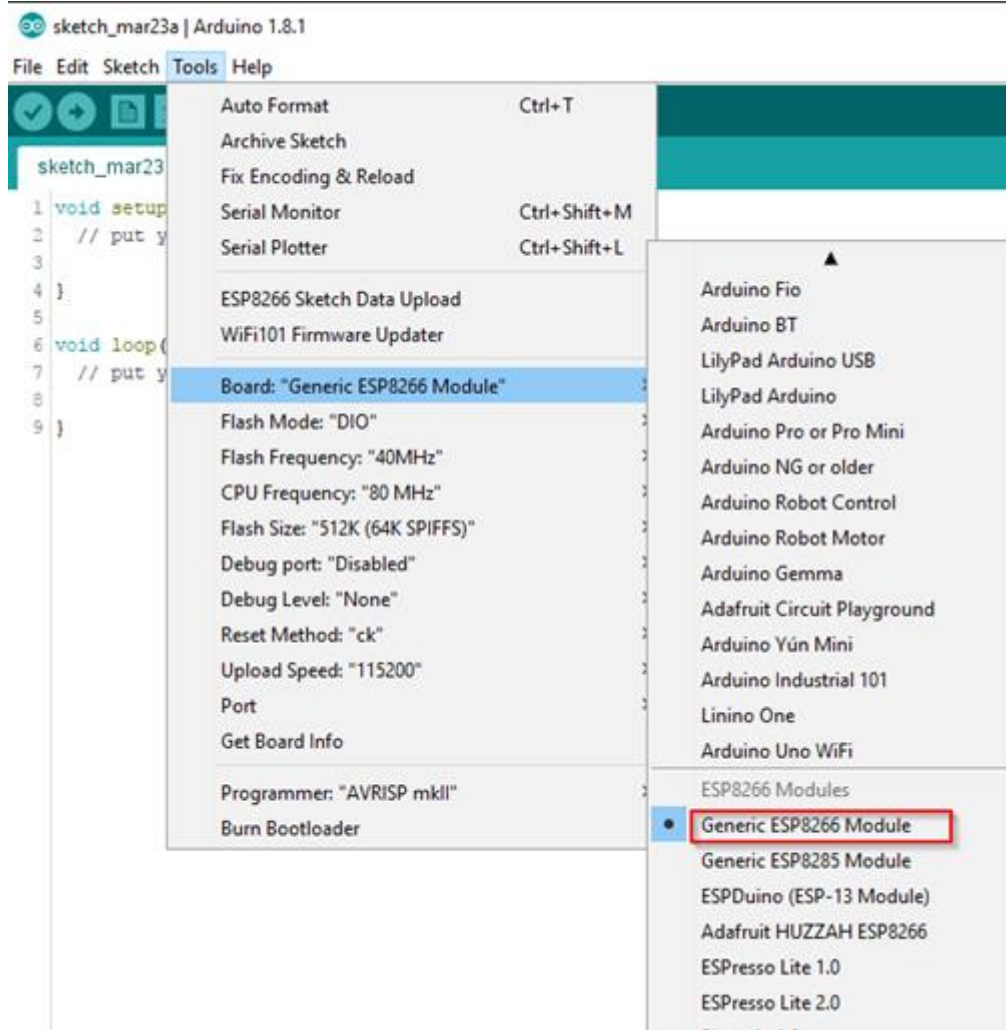 sketch_mar23a | Arduino 1.8.1
File Edit Sketch Tools Help
sketch_mar23
1 void setup
2 // put y
3
4 }
5
6 void loop(
7 // put y
8
9 }
Auto Format Ctrl+T
Archive Sketch
Fix Encoding & Reload
Serial Monitor Ctrl+Shift+M
Serial Plotter Ctrl+Shift+L
ESP8266 Sketch Data Upload
WiFi101 Firmware Updater
Board: "Generic ESP8266 Module"
Flash Mode: "DIO"
Flash Frequency: "40MHz"
CPU Frequency: "80 MHz"
Flash Size: "512K (64K SPIFFS)"
Debug port: "Disabled"
Debug Level: "None"
Reset Method: "ck"
Upload Speed: "115200"
Port
Get Board Info
Programmer: "AVRISP mkII"
Burn Bootloader
Arduino Fio
Arduino BT
LilyPad Arduino USB
LilyPad Arduino
Arduino Pro or Pro Mini
Arduino NG or older
Arduino Robot Control
Arduino Robot Motor
Arduino Gemma
Adafruit Circuit Playground
Arduino Yún Mini
Arduino Industrial 101
Linino One
Arduino Uno WiFi
ESP8266 Modules
Generic ESP8266 Module
Generic ESP8285 Module
ESPDuino (ESP-13 Module)
Adafruit HUZZAH ESP8266
ESPresso Lite 1.0
ESPresso Lite 2.0